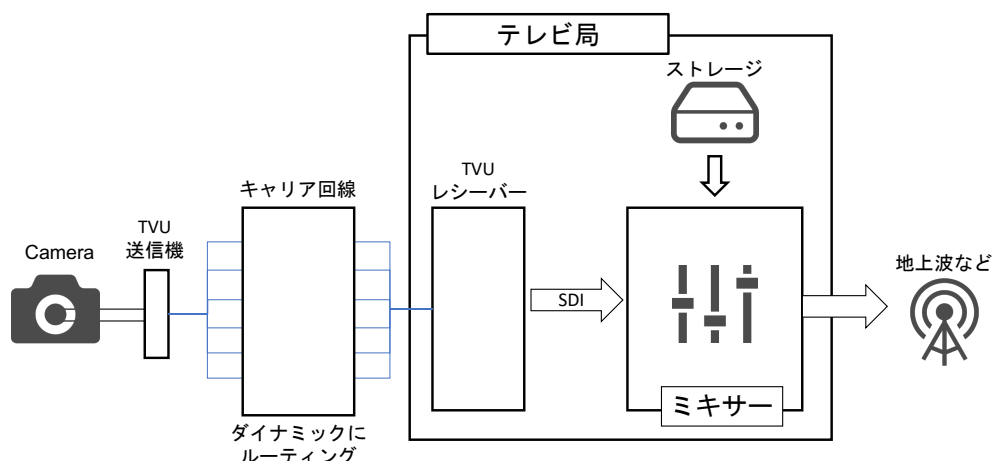 テレビ局
ストレージ
TVU
レシーバー
キャリア回線
TVU
送信機
Camera
SDI
地上波など
ミキサー
ダイナミックに
ルーティング